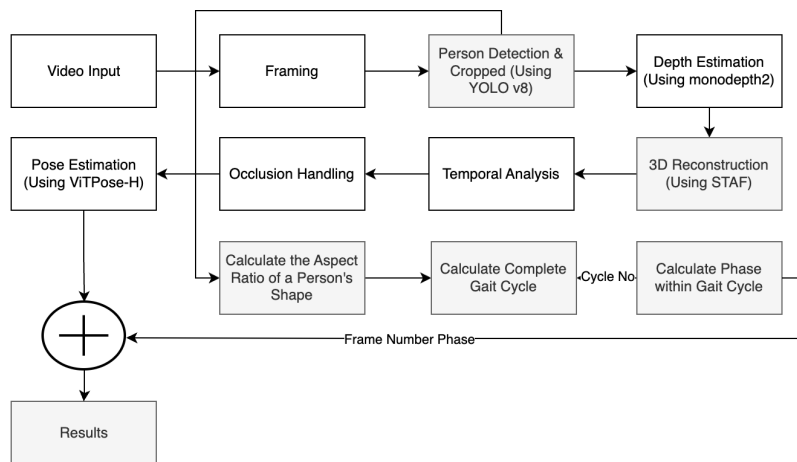 Video Input
Framing
Person Detection &
Cropped (Using
YOLO v8)
Depth Estimation
(Using monodepth2)
Pose Estimation
(Using ViTPose-H)
Occlusion Handling
Temporal Analysis
3D Reconstruction
(Using STAF)
Calculate the Aspect
Ratio of a Person's
Shape
Calculate Complete
Gait Cycle
Cycle No
Calculate Phase
within Gait Cycle
Frame Number Phase
Results